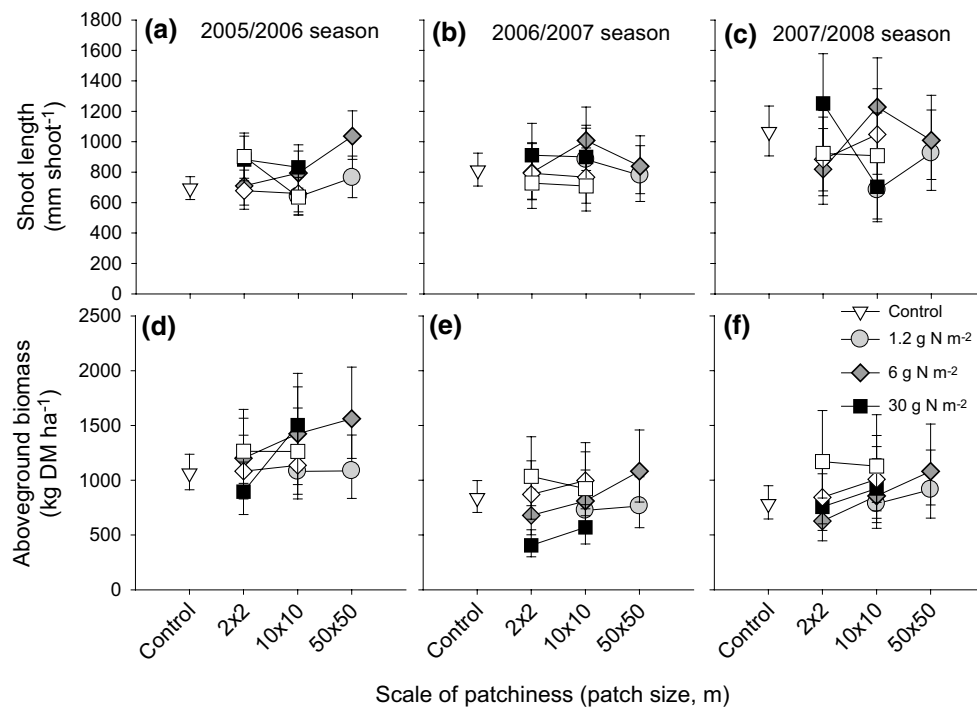 (a) 2005/2006 season
(b) 2006/2007 season
(c) 2007/2008 season
Shoot length
(mm shoot-1)
1800
1600
1400
1200
1000
800
600
400
200
0
(d)
(e)
(f)
Control
1.2 g N m-2
6 g N m-2
30 g N m-2
Aboveground biomass
(kg DM ha-1)
2500
2000
1500
1000
500
0
Control
2x2
10x10
50x50
Control
2x2
10x10
50x50
Control
2x2
10x10
50x50
Scale of patchiness (patch size, m)